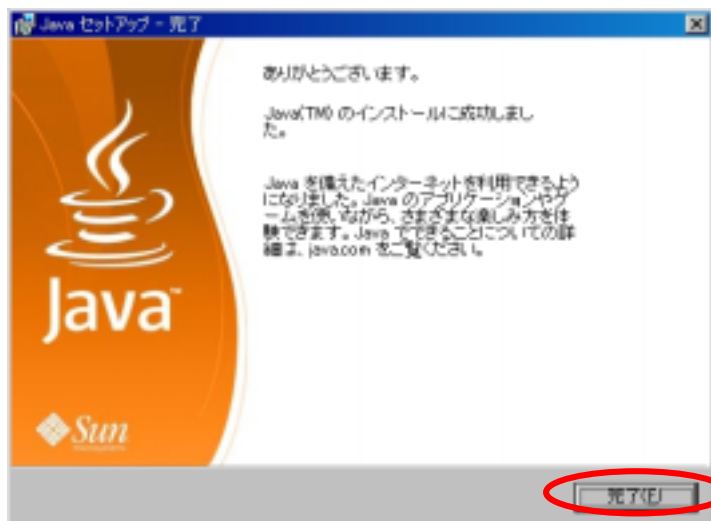 Java セットアップ - 完了
ありがとうございます。
Java(TM) のインストールに成功しまし
た。
Java を備えたインターネットを利用できるよう
になりました。Java のアプリケーションやゲ
ームを使いながら、さまざまな楽しみ方を体
験できます。Java でできることについての詳
細は、java.com をご覧ください。
Java
Sun
完了(F)